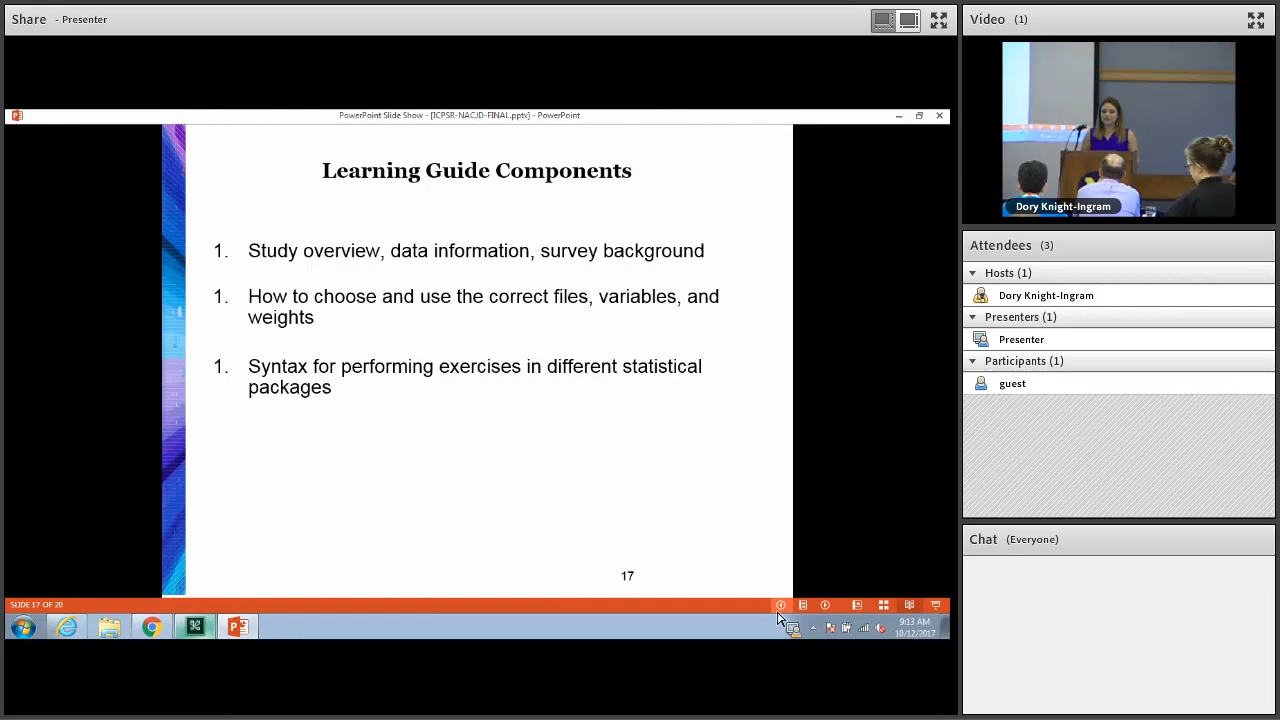 Share - Presenter
Video (1)
PowerPoint Slide Show - [ICPSR-NACJD-FINAL.pptx] - PowerPoint
Learning Guide Components
1. Study overview, data information, survey background
1. How to choose and use the correct files, variables, and
weights
1. Syntax for performing exercises in different statistical
packages
17
SLIDE 17 OF 20
9:13 AM
10/12/2017
Dory Knight-Ingram
Attendees (3)
Hosts (1)
Dory Knight-Ingram
Presenters (1)
Presenter
Participants (1)
guest
Chat (Everyone)